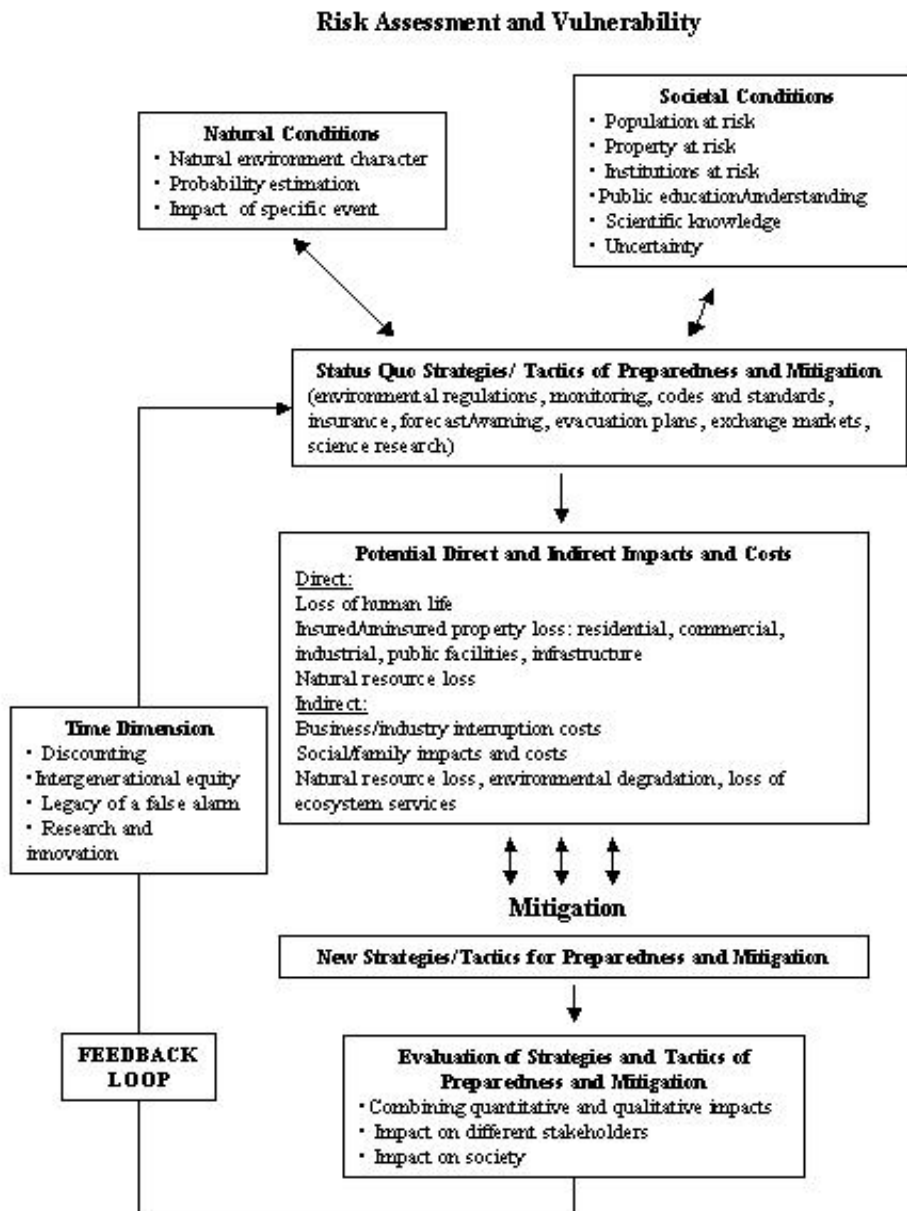 Risk Assessment and Vulnerability
Natural Conditions
• Natural environment character
• Probability estimation
• Impact of specific event
Societal Conditions
• Population at risk
• Property at risk
• Institutions at risk
•Public education/understanding
• Scientific knowledge
• Uncertainty
Status Quo Strategies/ Tactics of Preparedness and Mitigation
(environmental regulations, monitoring, codes and standards,
insurance, forecast/warning, evacuation plans, exchange markets,
science research)
Potential Direct and Indirect Impacts and Costs
Direct:
Loss of human life
Insured/uninsured property loss: residential, commercial,
industrial, public facilities, infrastructure
Natural resource loss
Indirect:
Business/industry interruption costs
Social/family impacts and costs
Natural resource loss, environmental degradation, loss of
ecosystem services
Time Dimension
• Discounting
•Intergenerational equity
• Legacy of a false alarm
• Research and
innovation
Mitigation
New Strategies/Tactics for Preparedness and Mitigation
FEEDBACK
LOOP
Evaluation of Strategies and Tactics of
Preparedness and Mitigation
• Combining quantitative and qualitative impacts
• Impact on different stakeholders
• Impact on society